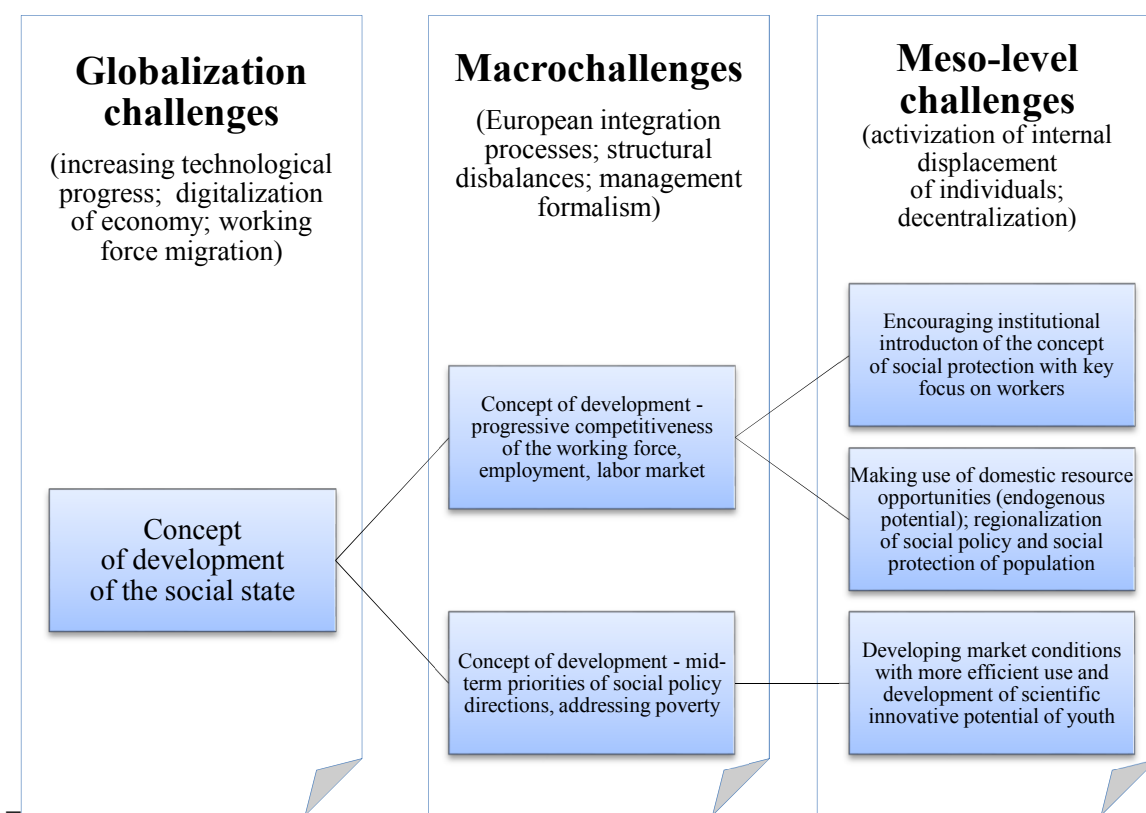 Globalization
challenges
(increasing technological
progress; digitalization
of economy; working
force migration)
Concept
of development
of the social state
Macrochallenges
(European integration
processes; structural
disbalances; management
formalism)
Concept of development -
progressive competitiveness
of the working force,
employment, labor market
Concept of development - mid-
term priorities of social policy
directions, addressing poverty
Meso-level
challenges
(activization of internal
displacement
of individuals;
decentralization)
Encouraging institutional
introducton of the concept
of social protection with key
focus on workers
Making use of domestic resource
opportunities (endogenous
potential); regionalization
of social policy and social
protection of population
Developing market conditions
with more efficient use and
development of scientific
innovative potential of youth